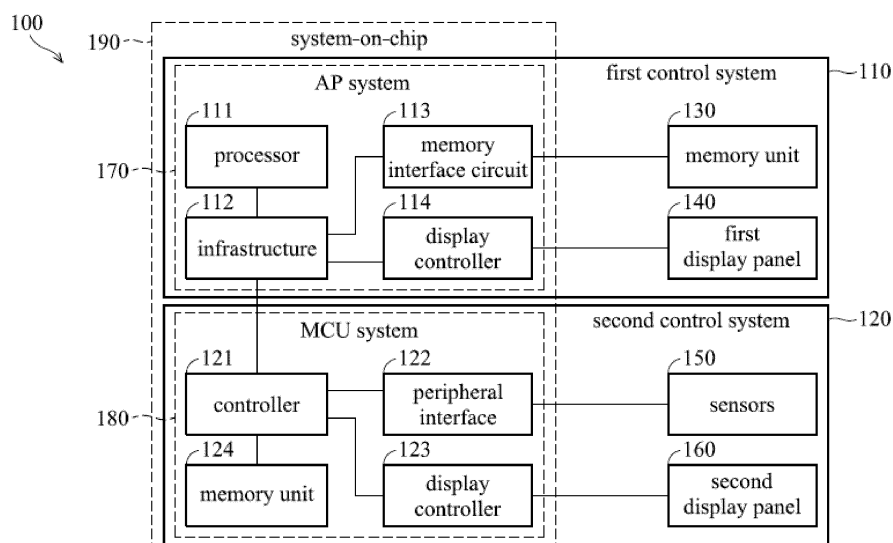 100
190
system-on-chip
AP system
first control system
110
111
processor
113
memory
interface circuit
130
memory unit
170
112
infrastructure
114
display
controller
140
first
display panel
MCU system
second control system
120
121
controller
122
peripheral
interface
150
sensors
180
124
memory unit
123
display
controller
160
second
display panel